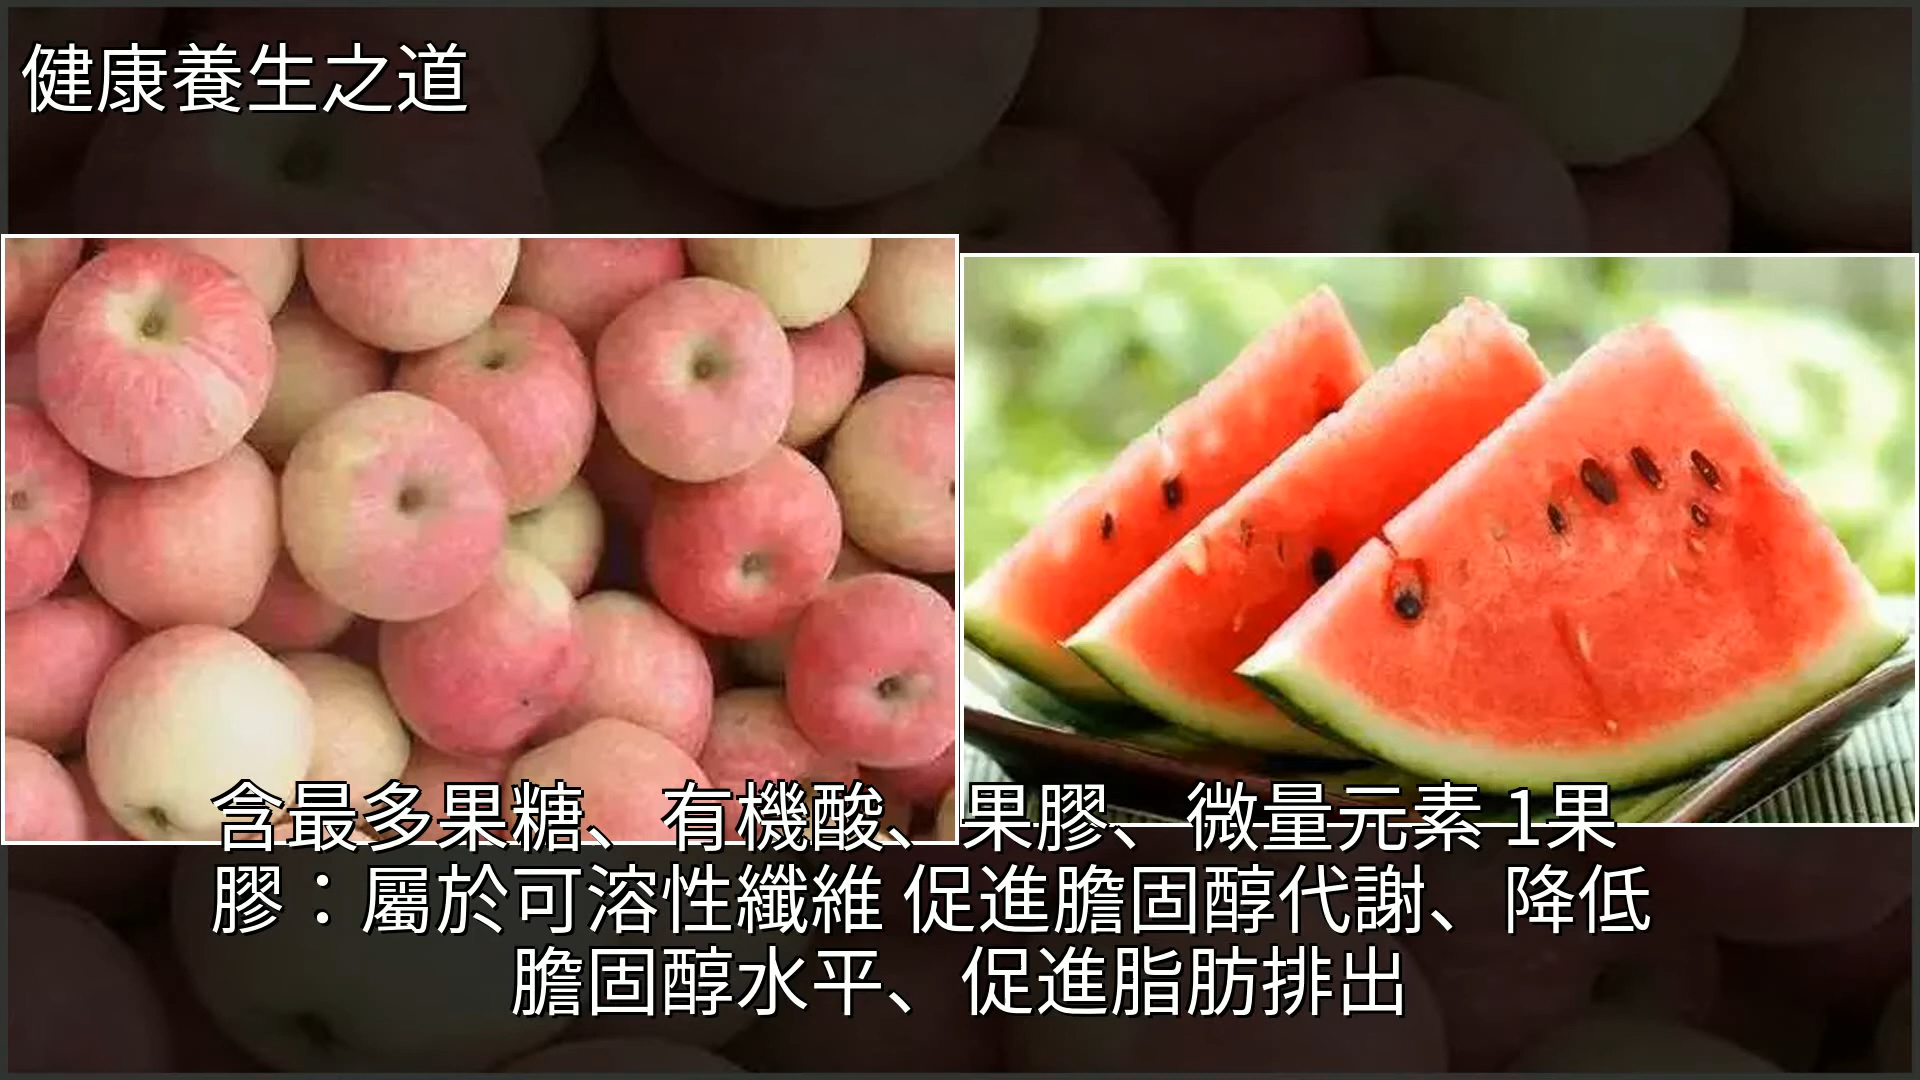 健康養生之道
含最多果糖、有機酸、果膠、微量元素 1果
膠：屬於可溶性纖維 促進膽固醇代謝、降低
膽固醇水平、促進脂肪排出